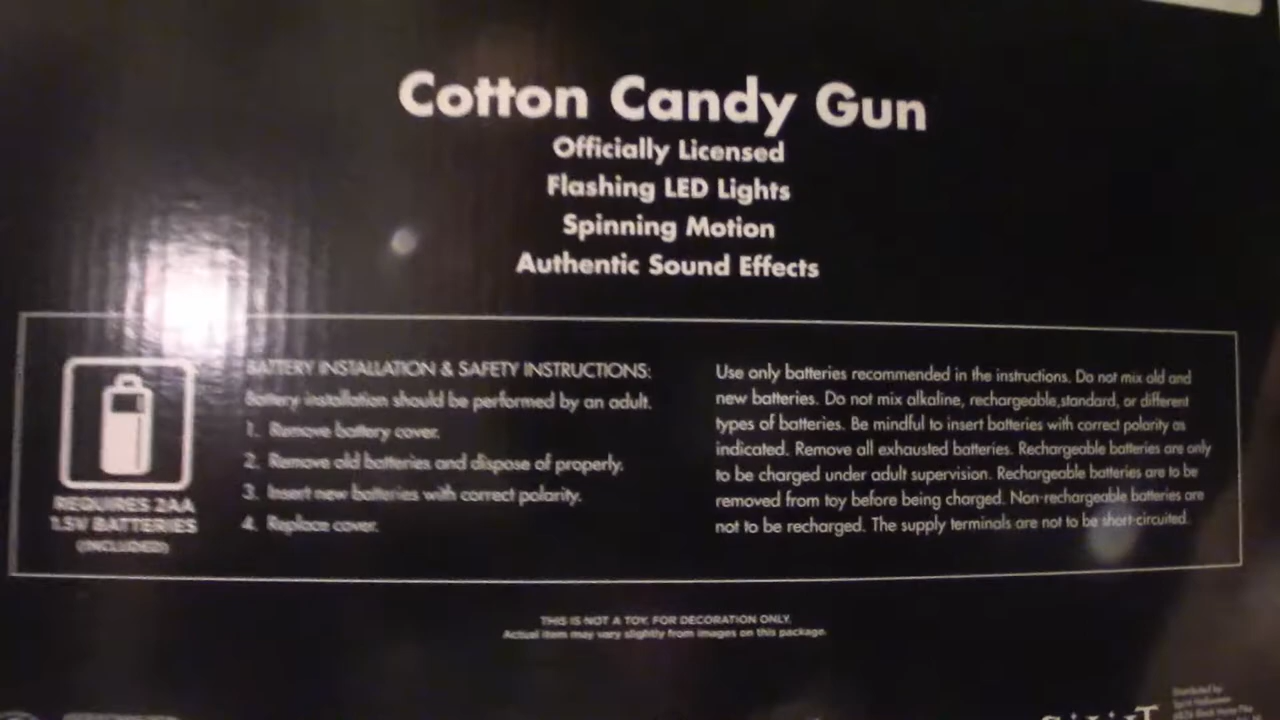 Cotton Candy Gun
Officially Licensed
Flashing LED Lights
Spinning Motion
Authentic Sound Effects
REQUIRES 2AA
1.5V BATTERIES
(INCLUDED)
BATTERY INSTALLATION & SAFETY INSTRUCTIONS:
Battery installation should be performed by an adult.
1. Remove battery cover.
2. Remove old batteries and dispose of properly.
3. Insert new batteries with correct polarity.
4. Replace cover.
Use only batteries recommended in the instructions. Do not mix old and
new batteries. Do not mix alkaline, rechargeable,standard, or different
types of batteries. Be mindful to insert batteries with correct polarity as
indicated. Remove all exhausted batteries. Rechargeable batteries are only
to be charged under adult supervision. Rechargeable batteries are to be
removed from toy before being charged. Non-rechargeable batteries are
not to be recharged. The supply terminals are not to be short-circuited.
THIS IS NOT A TOY, FOR DECORATION ONLY.
Actual item may vary slightly from images on this package.
Distributed by
Spirit Halloween